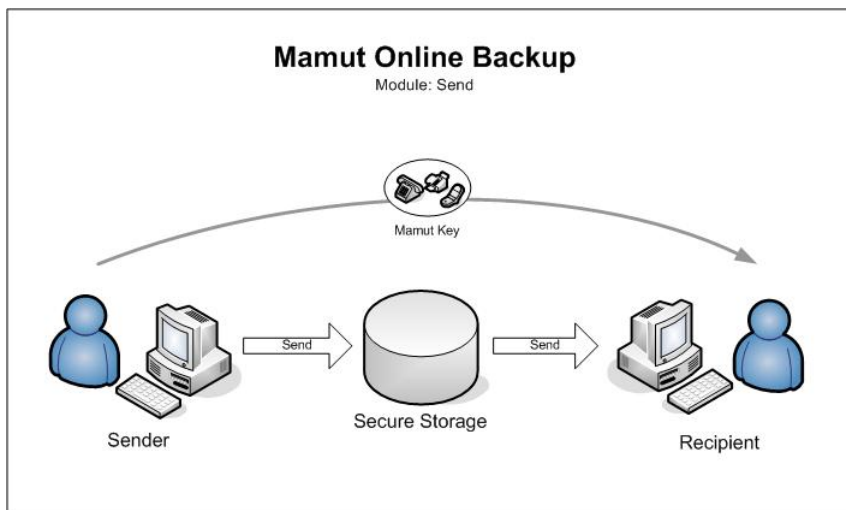 Mamut Online Backup
Module: Send
Mamut Key
Send
Send
Secure Storage
Sender
Recipient